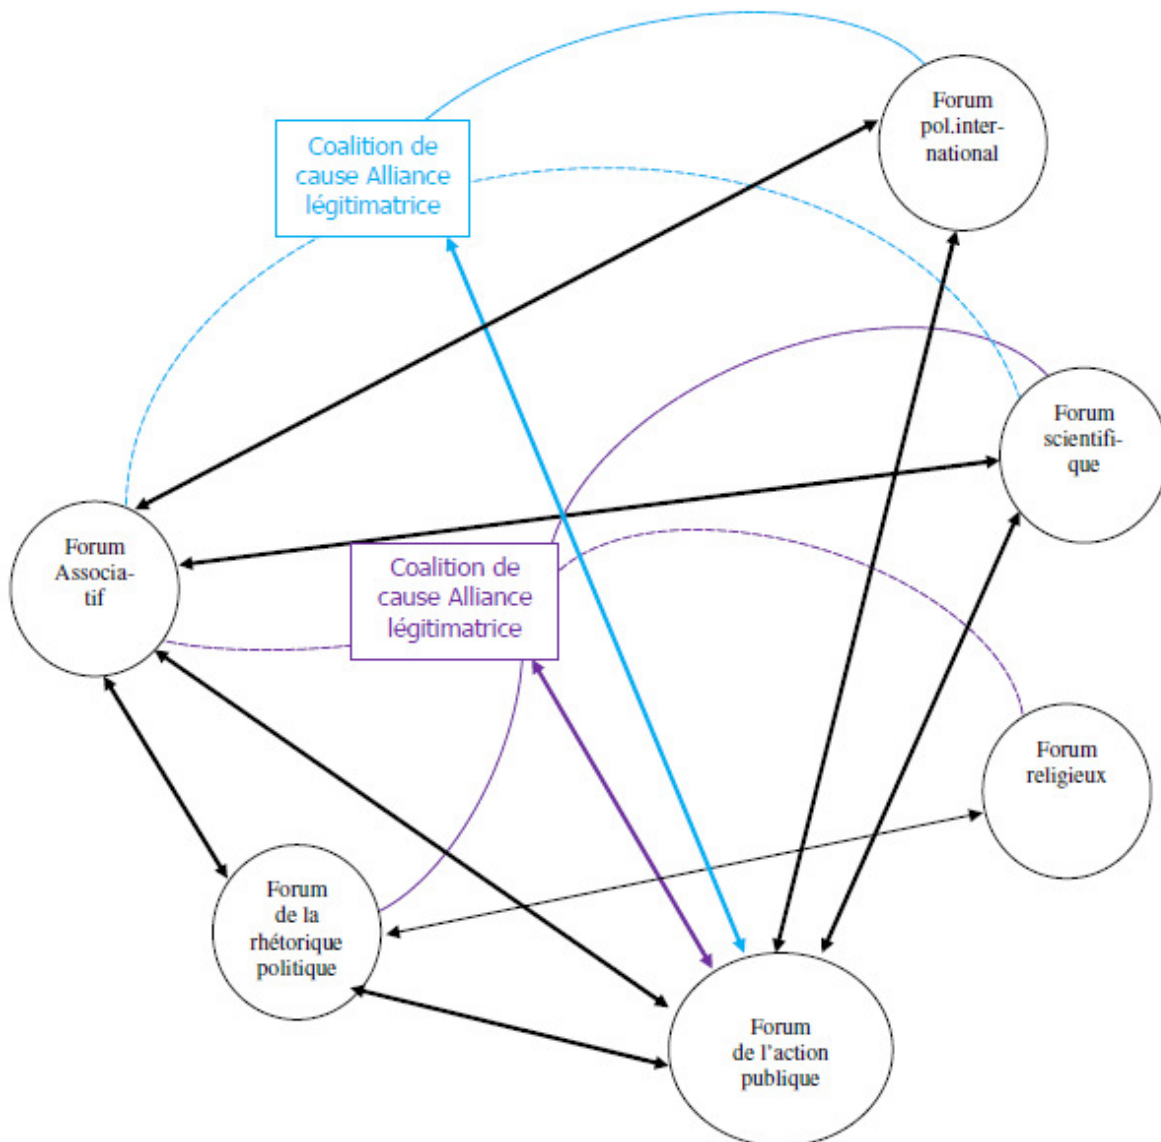 Forum
pol.inter-
national
Coalition de
cause Alliance
légitimatrice
Forum
scientifi-
que
Forum
Associa-
tif
Coalition de
cause Alliance
légitimatrice
Forum
religieux
Forum
de la
rhétorique
politique
Forum
de l'action
publique